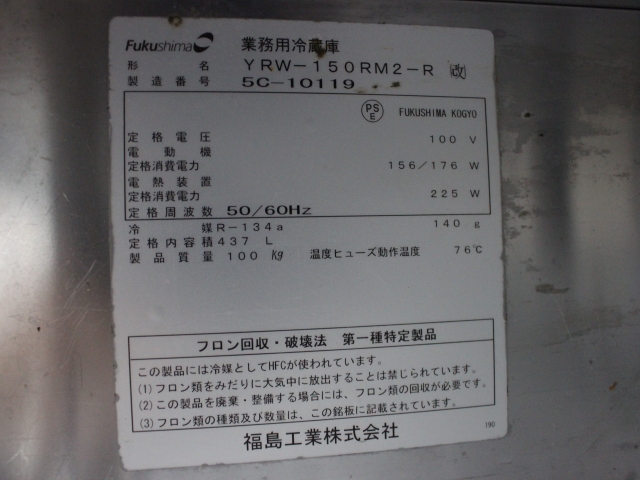 Fukushima 業務用冷蔵庫
形名 YRW-150RM2-R 改
製造番号 5C-10119
PSE FUKUSHIMA KOGYO
定格電圧 100 V
電動機
定格消費電力 156/176 W
電熱装置
定格消費電力 225 W
定格周波数 50/60Hz
冷媒 R-134a 140 g
定格内容積 437 L
製品質量 100 kg 温度ヒューズ動作温度 76℃
フロン回収・破壊法 第一種特定製品
この製品には冷媒としてHFCが使われています。
(1) フロン類をみだりに大気中に放出することは禁じられています。
(2) この製品を廃棄・整備する場合には、フロン類の回収が必要です。
(3) フロン類の種類及び数量は、この銘板に記載されています。
福島工業株式会社
190